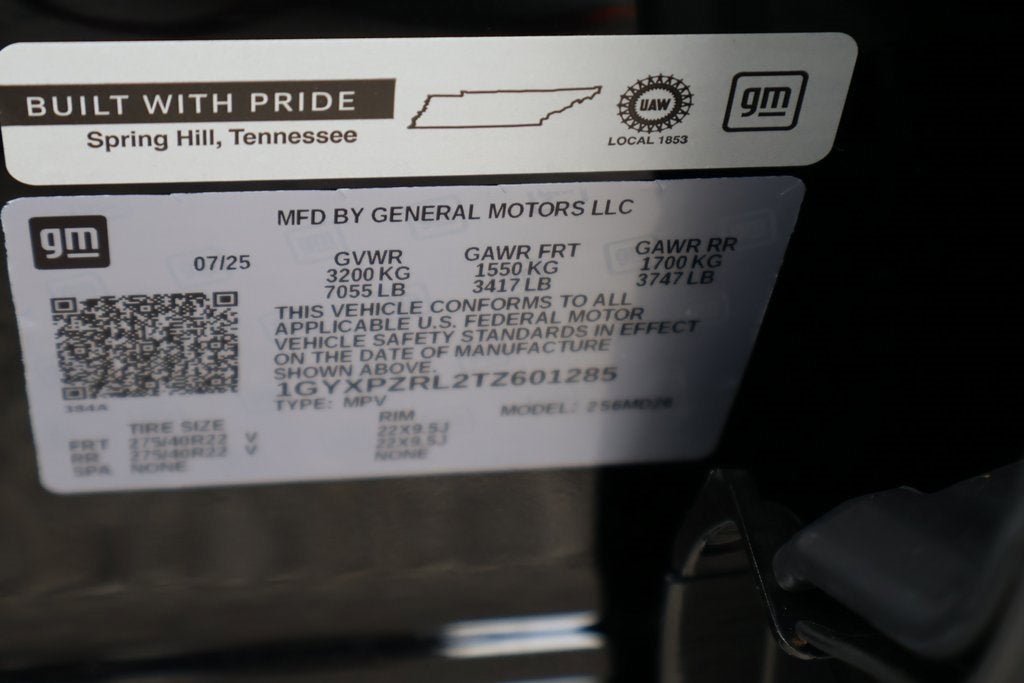 BUILT WITH PRIDE
Spring Hill, Tennessee
UAW
LOCAL 1853
gm
gm
MFD BY GENERAL MOTORS LLC
07/25
GVWR
3200 KG
7055 LB
GAWR FRT
1550 KG
3417 LB
GAWR RR
1700 KG
3747 LB
THIS VEHICLE CONFORMS TO ALL
APPLICABLE U.S. FEDERAL MOTOR
VEHICLE SAFETY STANDARDS IN EFFECT
ON THE DATE OF MANUFACTURE
SHOWN ABOVE.
1GYXPZRL2TZ601285
384A
TYPE: MPV
MODEL: 2S6MD26
TIRE SIZE
RIM
FRT 275/40R22 V 22X9.5J
RR 275/40R22 V 22X9.5J
SPA NONE NONE